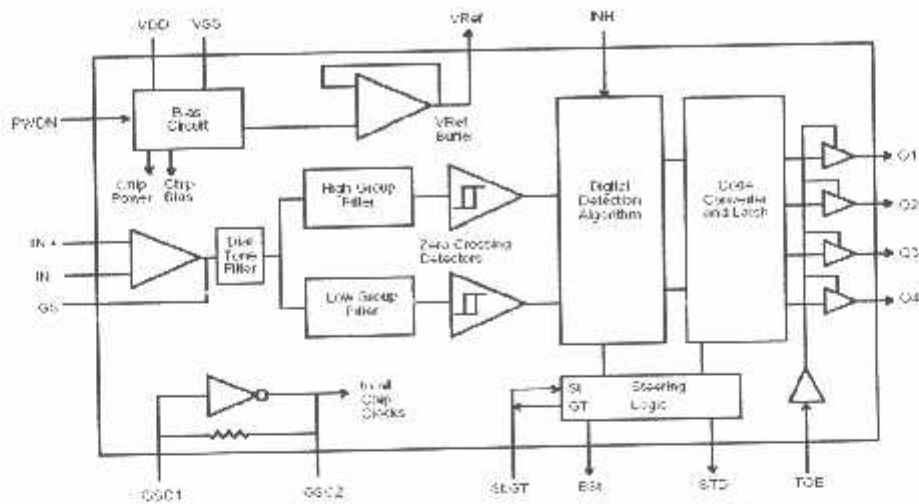 VDD
VSS
VRef
INH
PWDN
Bias
Circuit
VRef
Buffer
Chip
Power
Chip
Bias
High Group
Filter
Digital
Detection
Algorithm
Code
Converter
and Latch
Q1
Q2
Q3
Q4
IN +
IN
GS
Dial
Tone
Filter
Zero Crossing
Detectors
Low Group
Filter
to all
Chip
Clocks
St
GT
Steering
Logic
OSC1
OSC2
St/GT
ESt
STD
TOE